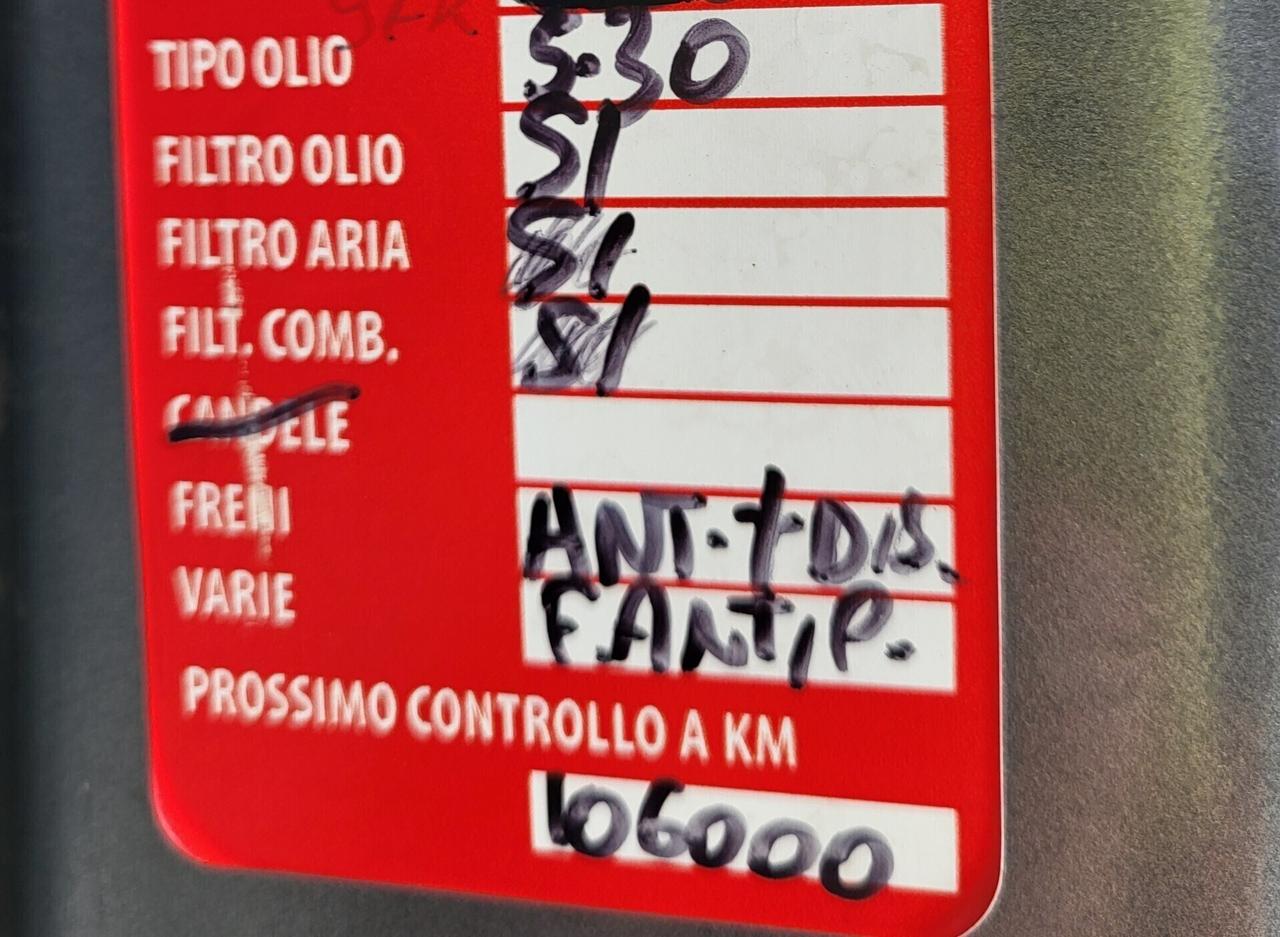 TIPO OLIO 5.30
FILTRO OLIO SI
FILTRO ARIA SI
FILT. COMB. SI
CANDELE
FRENI ANT. + DIS.
VARIE F. ANTIP.
PROSSIMO CONTROLLO A KM
106000